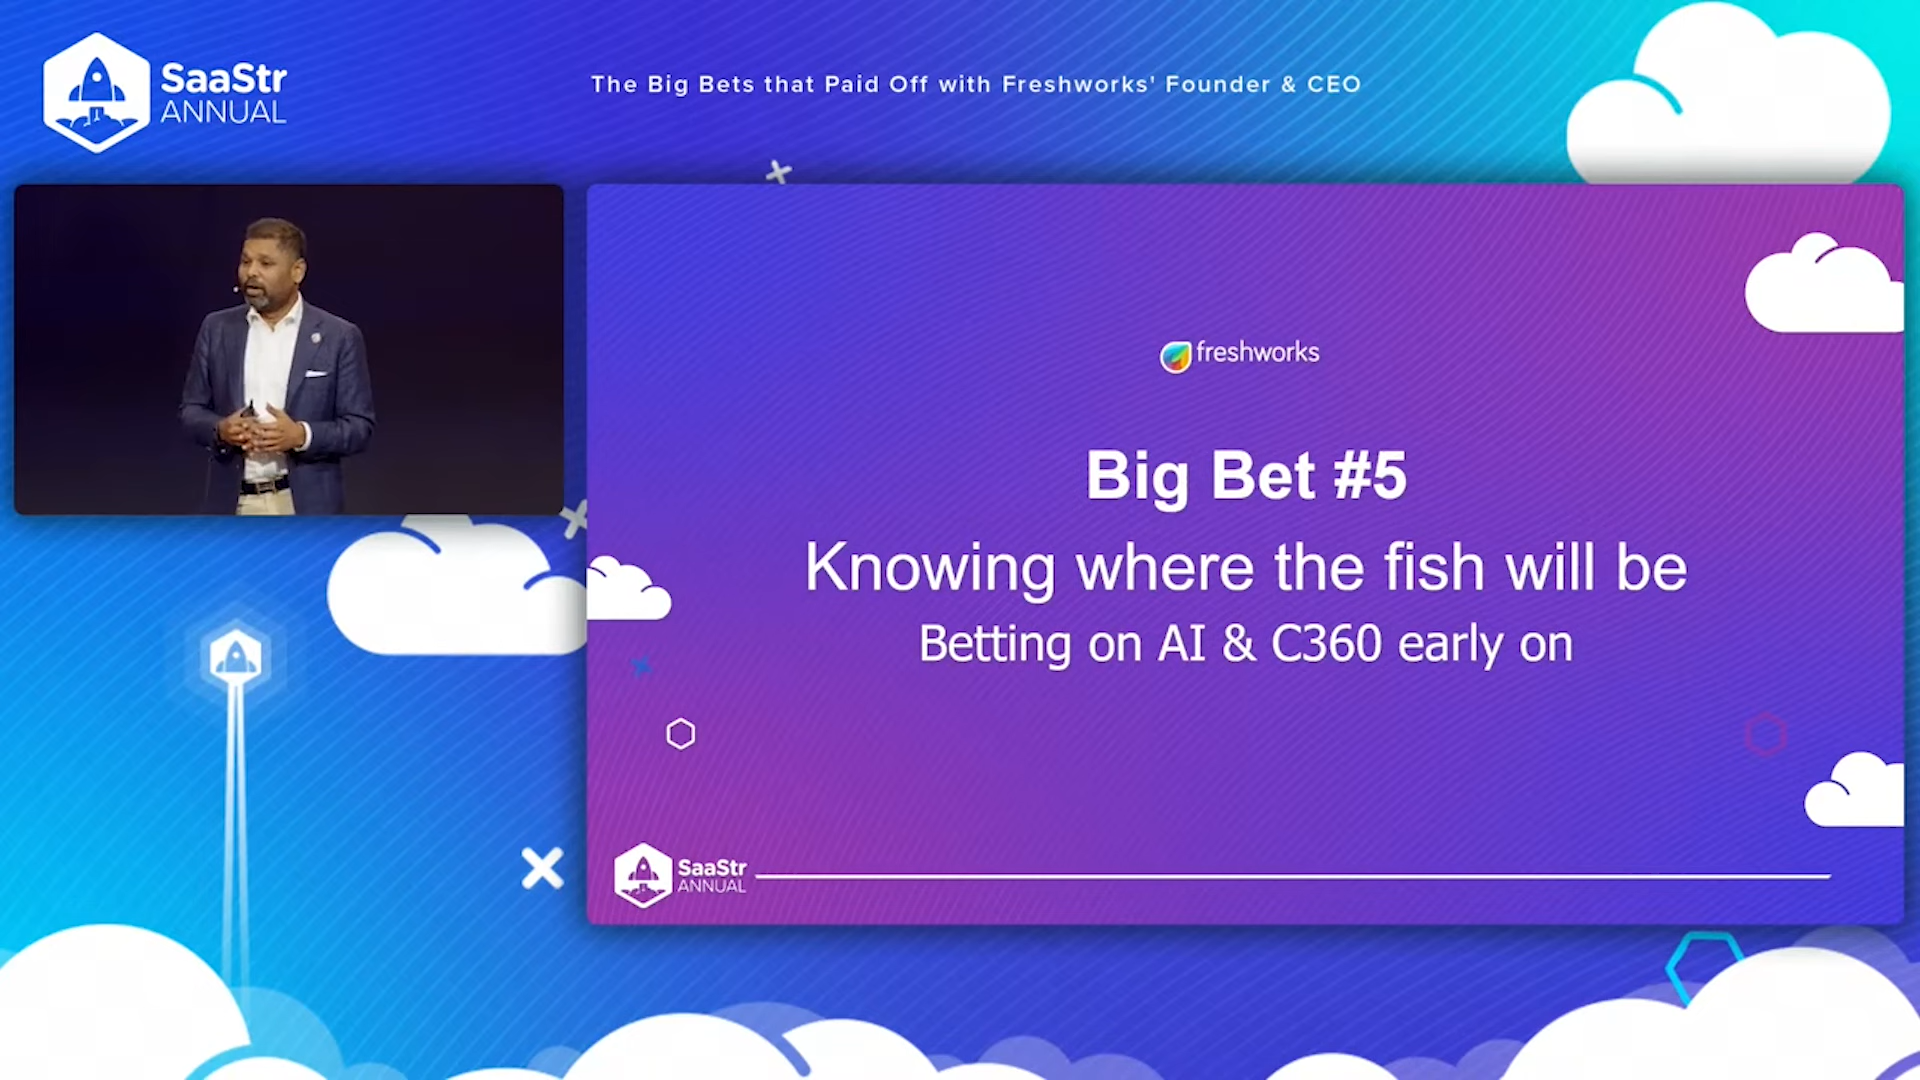 SaaStr
ANNUAL
The Big Bets that Paid Off with Freshworks' Founder & CEO
freshworks
Big Bet #5
Knowing where the fish will be
Betting on AI & C360 early on
SaaStr
ANNUAL